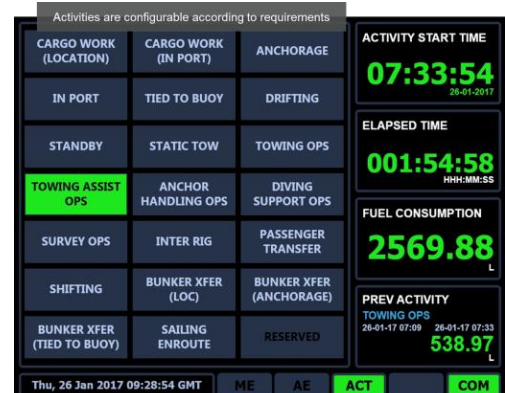 Activities are configurable according to requirements
CARGO WORK
(LOCATION)
CARGO WORK
(IN PORT)
ANCHORAGE
IN PORT
TIED TO BUOY
DRIFTING
STANDBY
STATIC TOW
TOWING OPS
TOWING ASSIST
OPS
ANCHOR
HANDLING OPS
DIVING
SUPPORT OPS
SURVEY OPS
INTER RIG
PASSENGER
TRANSFER
SHIFTING
BUNKER XFER
(LOC)
BUNKER XFER
(ANCHORAGE)
BUNKER XFER
(TIED TO BUOY)
SAILING
ENROUTE
RESERVED
ACTIVITY START TIME
07:33:54
26-01-2017
ELAPSED TIME
001:54:58
HHH:MM:SS
FUEL CONSUMPTION
2569.88
L
PREV ACTIVITY
TOWING OPS
26-01-17 07:09 26-01-17 07:33
538.97
L
Thu, 26 Jan 2017 09:28:54 GMT
ME
AE
ACT
COM